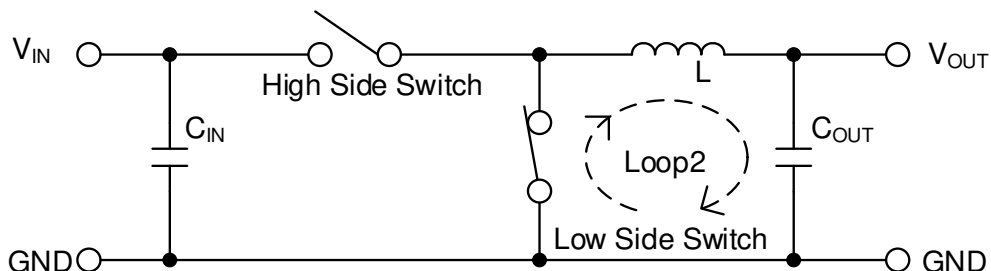 V_IN
V_OUT
L
High Side Switch
C_IN
C_OUT
Loop2
Low Side Switch
GND
GND